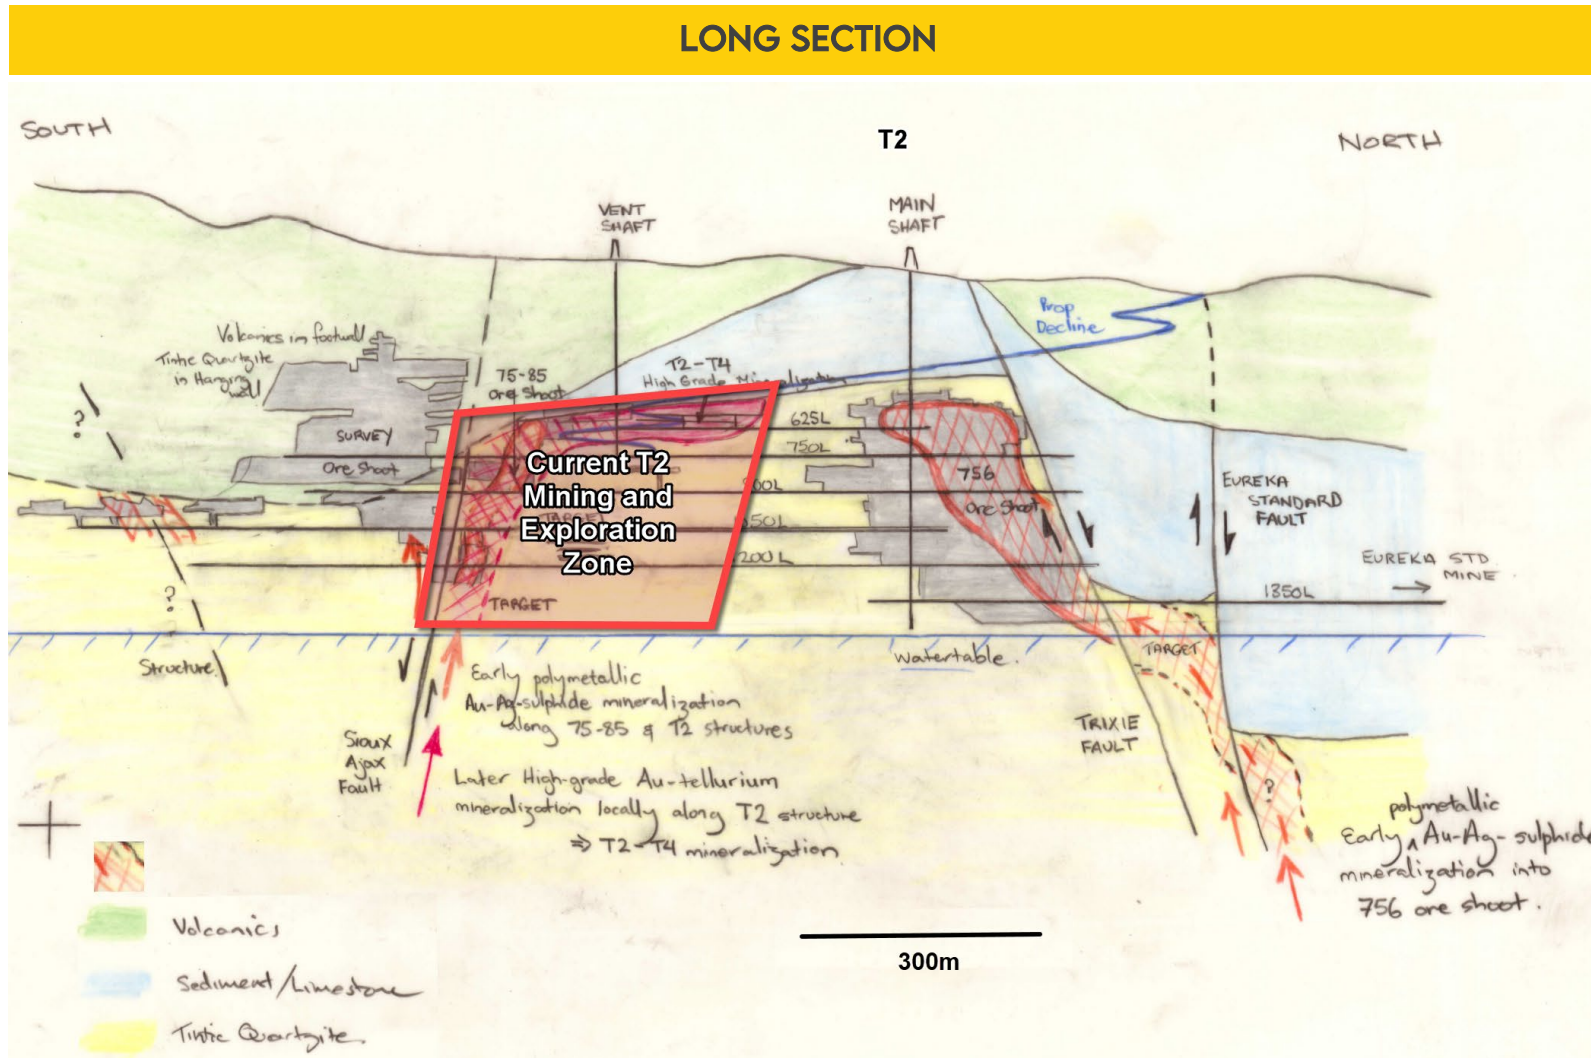 LONG SECTION
SOUTH
T2
NORTH
VENT
SHAFT
MAIN
SHAFT
Prop
Decline
Volcanics in footwall
Tintic Quartzite
in Hanging
wall
75-85
Ore Shoot
T2-T4
High Grade Mineralization
?
SURVEY
Ore Shoot
625L
750L
00L
50L
200L
Current T2
Mining and
Exploration
Zone
TARGET
TARGET
756
Ore Shoot
EUREKA
STANDARD
FAULT
EUREKA STD
MINE
1350L
?
?
Structure
Watertable.
TARGET
Early polymetallic
Au-Ag-sulphide mineralization
along 75-85 & T2 structures
Sioux
Ajax
Fault
TRIXIE
FAULT
Later High-grade Au-tellurium
mineralization locally along T2 structure
⇒ T2-T4 mineralization
?
polymetallic
Early ^ Au-Ag-sulphide
mineralization into
756 ore shoot.
Volcanics
Sediment/Limestone
Tintic Quartzite.
300m